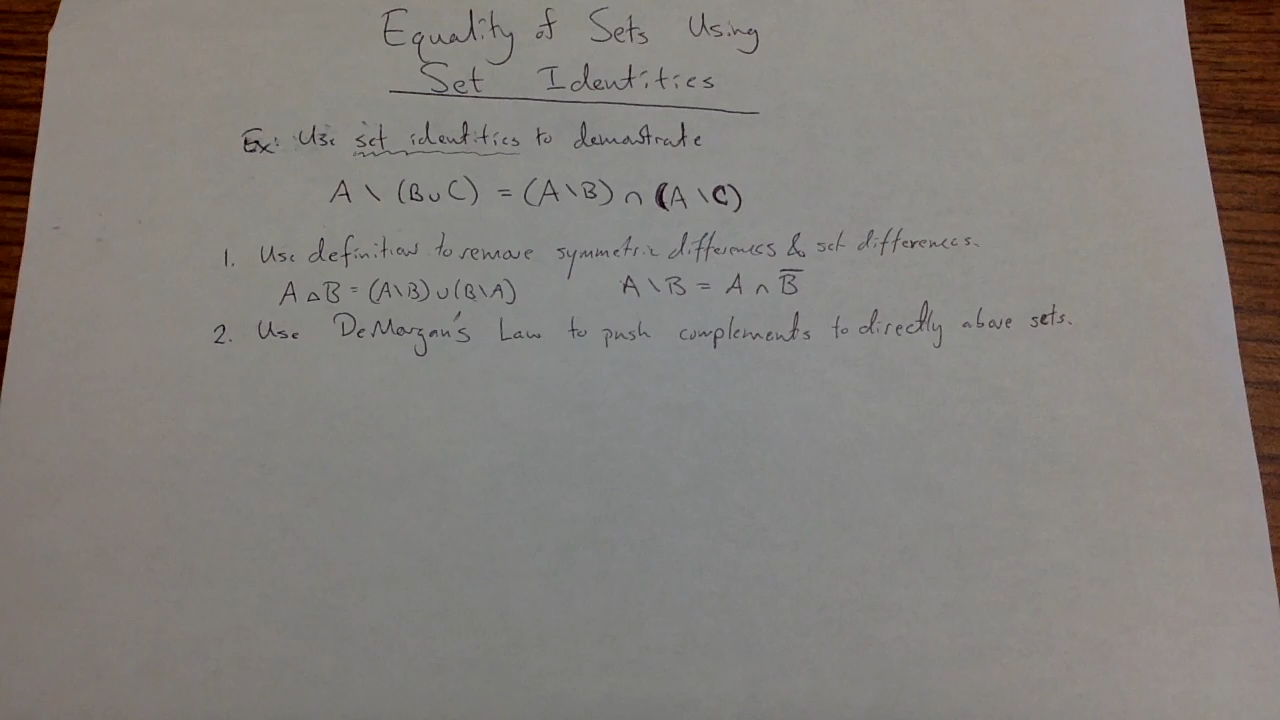 Equality of Sets Using
Set Identities
Ex: Use set identities to demonstrate
A \ (B∪C) = (A\B) ∩ (A\C)
1. Use definition to remove symmetric differences & set differences.
A △ B = (A\B)∪(B\A) A \ B = A ∩ B̅
2. Use DeMorgan's Law to push complements to directly above sets.